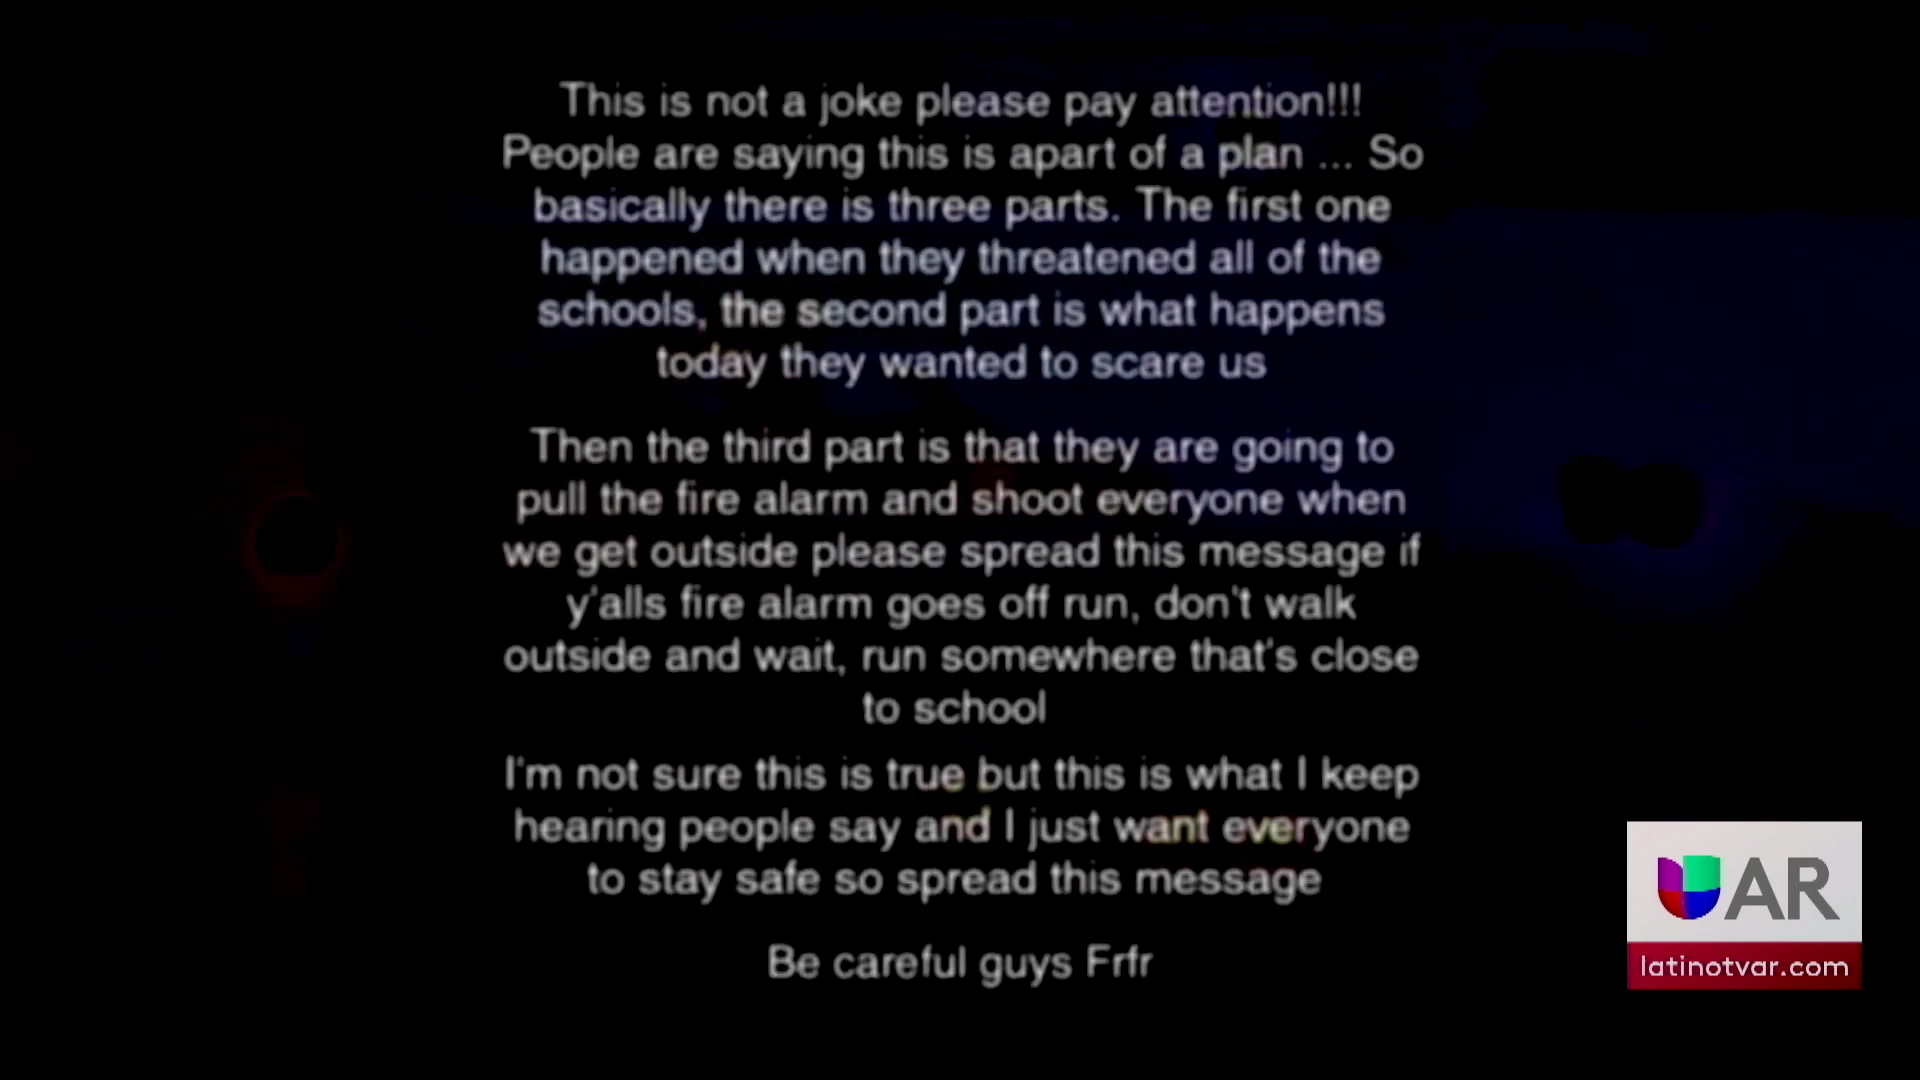 This is not a joke please pay attention!!!
People are saying this is apart of a plan ... So
basically there is three parts. The first one
happened when they threatened all of the
schools, the second part is what happens
today they wanted to scare us
Then the third part is that they are going to
pull the fire alarm and shoot everyone when
we get outside please spread this message if
y'alls fire alarm goes off run, don't walk
outside and wait, run somewhere that's close
to school
I'm not sure this is true but this is what I keep
hearing people say and I just want everyone
to stay safe so spread this message
Be careful guys Frfr
AR
latinotvar.com